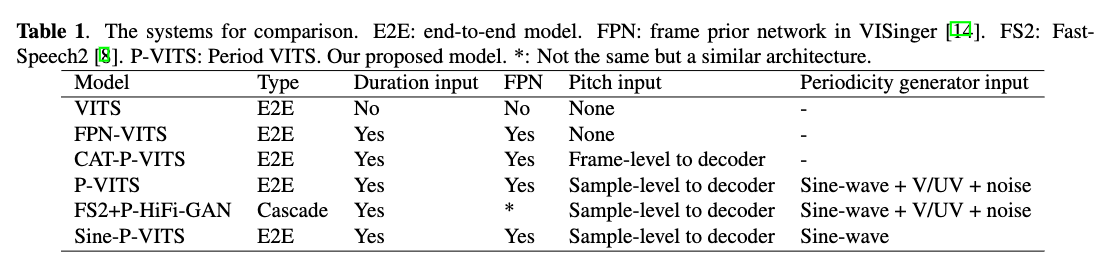 Table 1. The systems for comparison. E2E: end-to-end model. FPN: frame prior network in VISinger [14]. FS2: Fast-
Speech2 [8]. P-VITS: Period VITS. Our proposed model. *: Not the same but a similar architecture.
Model Type Duration input FPN Pitch input Periodicity generator input
VITS E2E No No None -
FPN-VITS E2E Yes Yes None -
CAT-P-VITS E2E Yes Yes Frame-level to decoder -
P-VITS E2E Yes Yes Sample-level to decoder Sine-wave + V/UV + noise
FS2+P-HiFi-GAN Cascade Yes * Sample-level to decoder Sine-wave + V/UV + noise
Sine-P-VITS E2E Yes Yes Sample-level to decoder Sine-wave